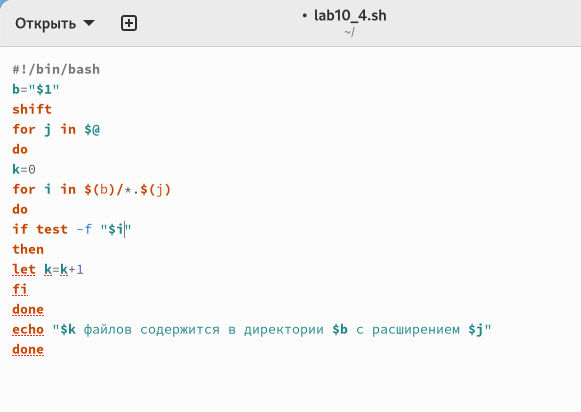 Открыть
• lab10_4.sh
~/
#!/bin/bash
b="$1"
shift
for j in $@
do
k=0
for i in $(b)/*.$(j)
do
if test -f "$i"
then
let k=k+1
fi
done
echo "$k файлов содержится в директории $b с расширением $j"
done